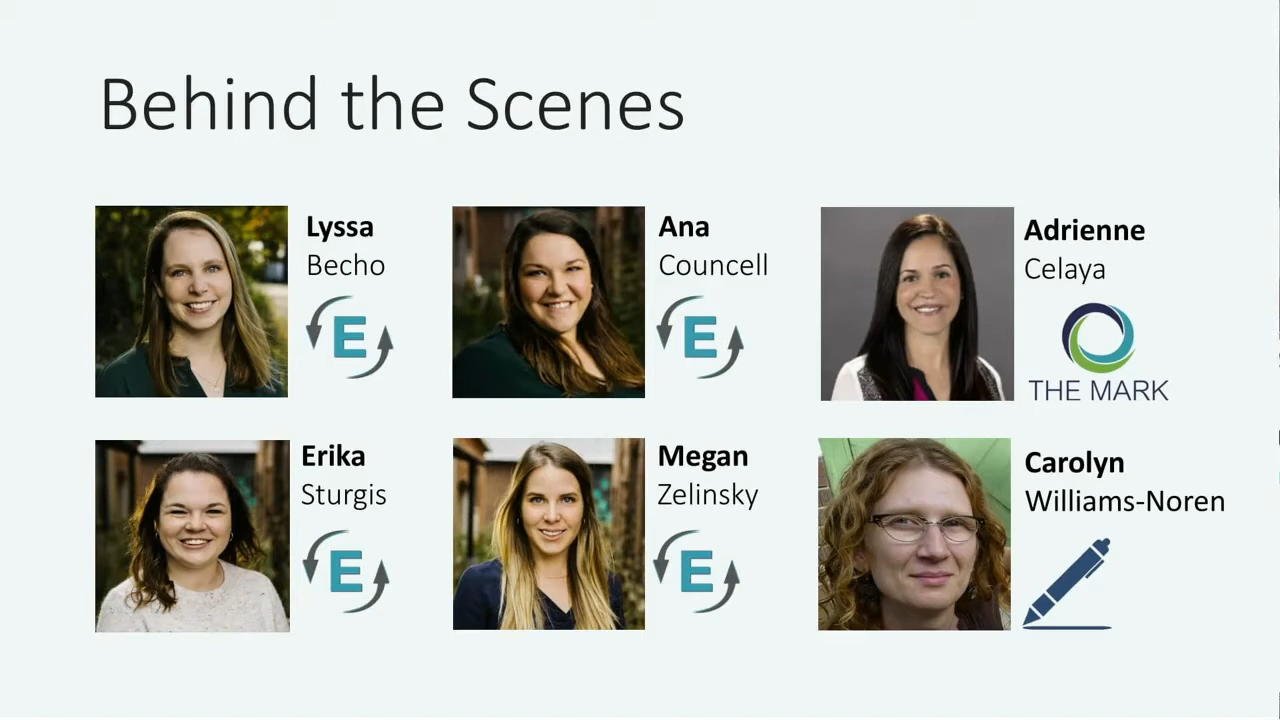 Behind the Scenes
Lyssa
Becho
E
Ana
Councell
E
Adrienne
Celaya
THE MARK
Erika
Sturgis
E
Megan
Zelinsky
E
Carolyn
Williams-Noren